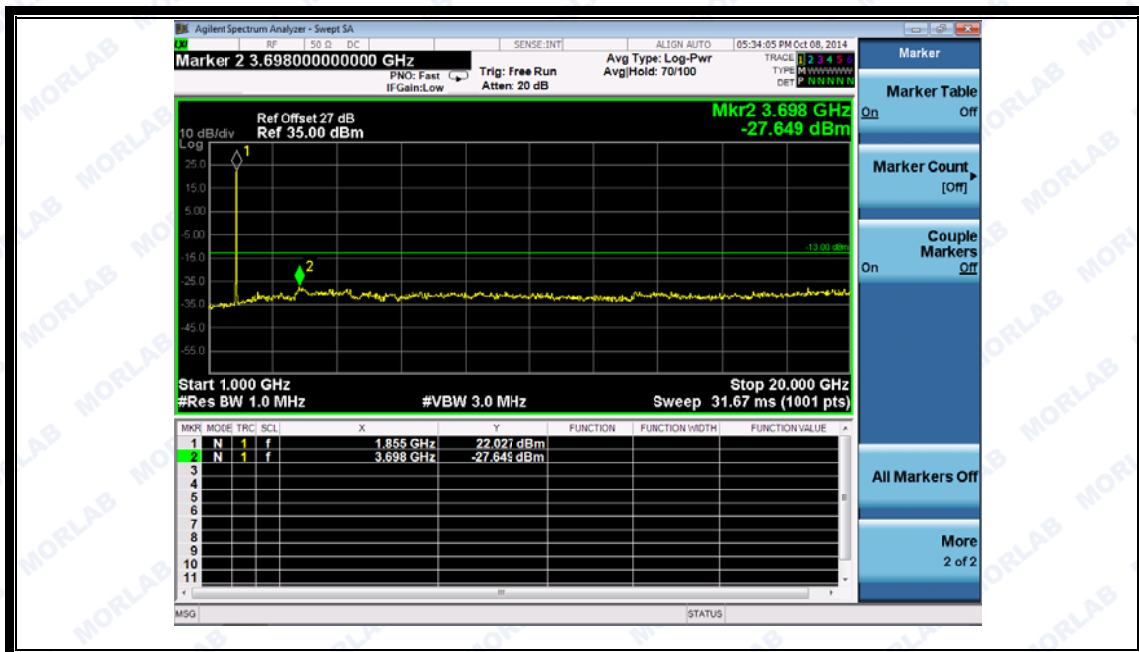 Agilent Spectrum Analyzer - Swept SA
RF 50 Ω DC SENSE:INT ALIGN AUTO 05:34:05 PM Oct 08, 2014
Marker 2 3.698000000000 GHz
PNO: Fast
IFGain:Low
Trig: Free Run
Atten: 20 dB
Avg Type: Log-Pwr
Avg|Hold: 70/100
TRACE 1 2 3 4 5 6
TYPE M WWWWW
DET P N N N N N
Mkr2 3.698 GHz
-27.649 dBm
Ref Offset 27 dB
10 dB/div Ref 35.00 dBm
Log
25.0
15.0
5.00
-5.00
-15.0
-25.0
-35.0
-45.0
-55.0
1
2
-13.00 dBm
Start 1.000 GHz Stop 20.000 GHz
#Res BW 1.0 MHz #VBW 3.0 MHz Sweep 31.67 ms (1001 pts)
MKR MODE TRC SCL X Y FUNCTION FUNCTION WIDTH FUNCTION VALUE
1 N 1 f 1.855 GHz 22.027 dBm
2 N 1 f 3.698 GHz -27.649 dBm
3
4
5
6
7
8
9
10
11
MSG STATUS
Marker
Marker Table
On Off
Marker Count
[Off]
Couple
Markers
On Off
All Markers Off
More
2 of 2
MORLAB